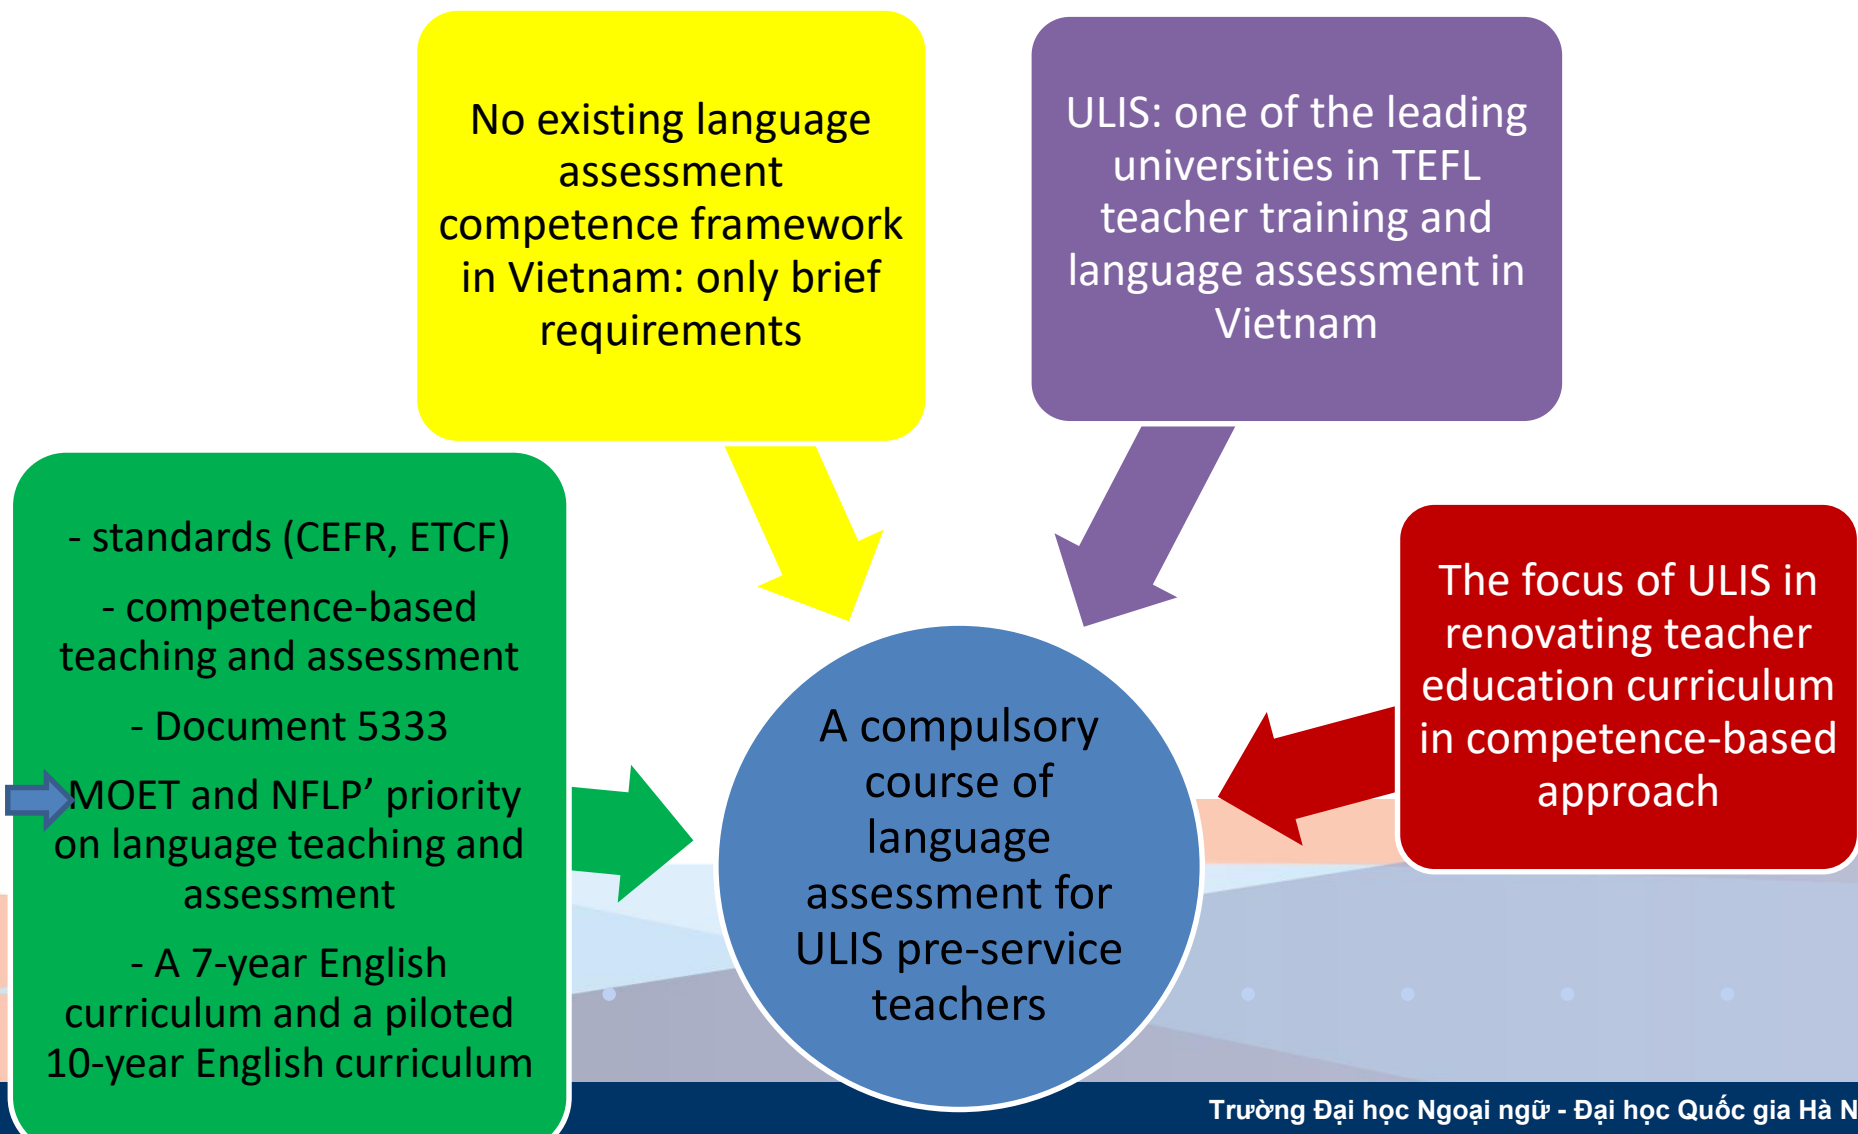 No existing language
assessment
competence framework
in Vietnam: only brief
requirements
ULIS: one of the leading
universities in TEFL
teacher training and
language assessment in
Vietnam
- standards (CEFR, ETCF)
- competence-based
teaching and assessment
- Document 5333
MOET and NFLP’ priority
on language teaching and
assessment
- A 7-year English
curriculum and a piloted
10-year English curriculum
The focus of ULIS in
renovating teacher
education curriculum
in competence-based
approach
A compulsory
course of
language
assessment for
ULIS pre-service
teachers
Trường Đại học Ngoại ngữ - Đại học Quốc gia Hà N